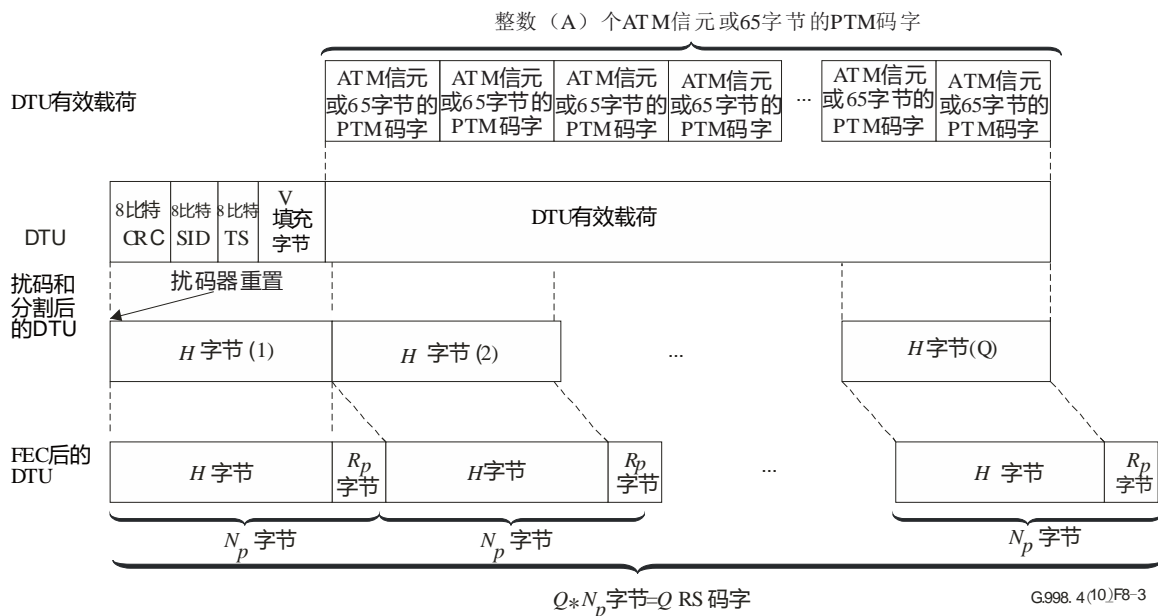 整数（A）个ATM信元或65字节的PTM码字
DTU有效载荷
ATM信元
或65字节的
PTM码字
ATM信元
或65字节的
PTM码字
ATM信元
或65字节的
PTM码字
ATM信元
或65字节的
PTM码字
...
ATM信元
或65字节的
PTM码字
ATM信元
或65字节的
PTM码字
DTU
8比特
CRC
8比特
SID
8比特
TS
V
填充
字节
DTU有效载荷
扰码和
分割后
的DTU
扰码器重置
H 字节 (1)
H 字节 (2)
...
H 字节(Q)
FEC后的
DTU
H 字节
Rp
字节
H字节
Rp
字节
...
H 字节
Rp
字节
Np 字节
Np 字节
Np 字节
Q*Np字节=Q RS 码字
G.998. 4(10)_F8-3